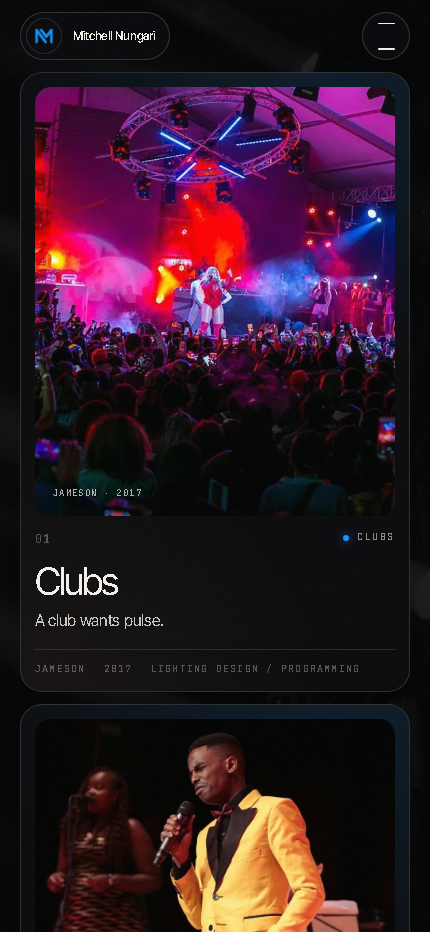 Mitchell Nungari
JAMESON · 2017
01
CLUBS
Clubs
A club wants pulse.
JAMESON 2017 LIGHTING DESIGN / PROGRAMMING